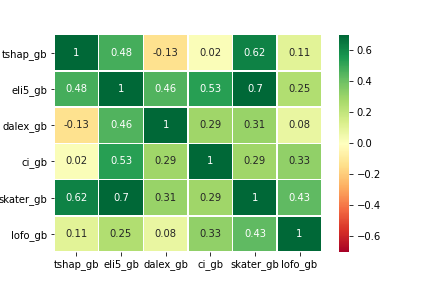 tshap_gb 1 0.48 -0.13 0.02 0.62 0.11
eli5_gb 0.48 1 0.46 0.53 0.7 0.25
dalex_gb -0.13 0.46 1 0.29 0.31 0.08
ci_gb 0.02 0.53 0.29 1 0.29 0.33
skater_gb 0.62 0.7 0.31 0.29 1 0.43
lofo_gb 0.11 0.25 0.08 0.33 0.43 1
tshap_gb eli5_gb dalex_gb ci_gb skater_gb lofo_gb
0.6
0.4
0.2
0.0
−0.2
−0.4
−0.6